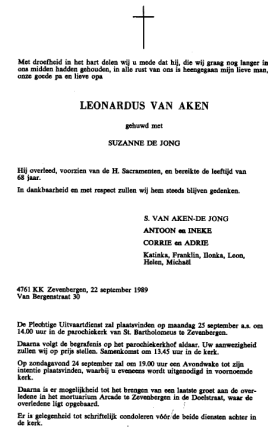 Met droefheid in het hart delen wij u mede dat hij, die wij graag nog langer in
ons midden hadden gehouden, in alle rust van ons is heengegaan mijn lieve man,
onze goede pa en lieve opa
LEONARDUS VAN AKEN
gehuwd met
SUZANNE DE JONG
Hij overleed, voorzien van de H. Sacramenten, en bereikte de leeftijd van
68 jaar.
In dankbaarheid en met respect zullen wij hem steeds blijven gedenken.
S. VAN AKEN-DE JONG
ANTOON en INEKE
CORRIE en ADRIE
Katinka, Franklin, Ilonka, Leon,
Helen, Michaël
4761 KK Zevenbergen, 22 september 1989
Van Bergenstraat 30
De Plechtige Uitvaartdienst zal plaatsvinden op maandag 25 september a.s. om
14.00 uur in de parochiekerk van St. Bartholomeus te Zevenbergen.
Daarna volgt de begrafenis op het parochiekerkhof aldaar. Uw aanwezigheid
zullen wij op prijs stellen. Samenkomst om 13.45 uur in de kerk.
Op zondagavond 24 september zal om 19.00 uur een Avondwake tot zijn
intentie plaatsvinden, waarbij u eveneens wordt uitgenodigd in voornoemde
kerk.
Daarna is er mogelijkheid tot het brengen van een laatste groet aan de over-
ledene in het mortuarium Arcade te Zevenbergen in de Doelstraat, waar de
overledene ligt opgebaard.
Er is gelegenheid tot schriftelijk condoleren vóór de beide diensten achter in
de kerk.